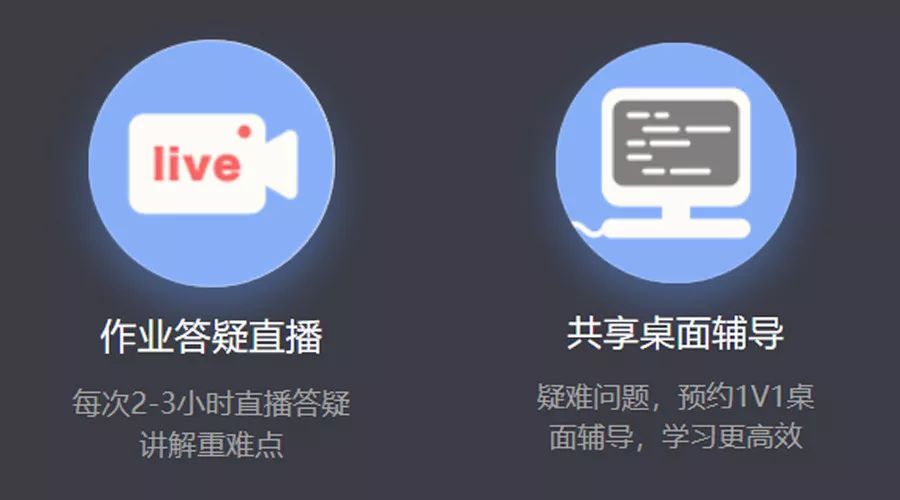 live
作业答疑直播
每次2-3小时直播答疑
讲解重难点
共享桌面辅导
疑难问题，预约1V1桌
面辅导，学习更高效